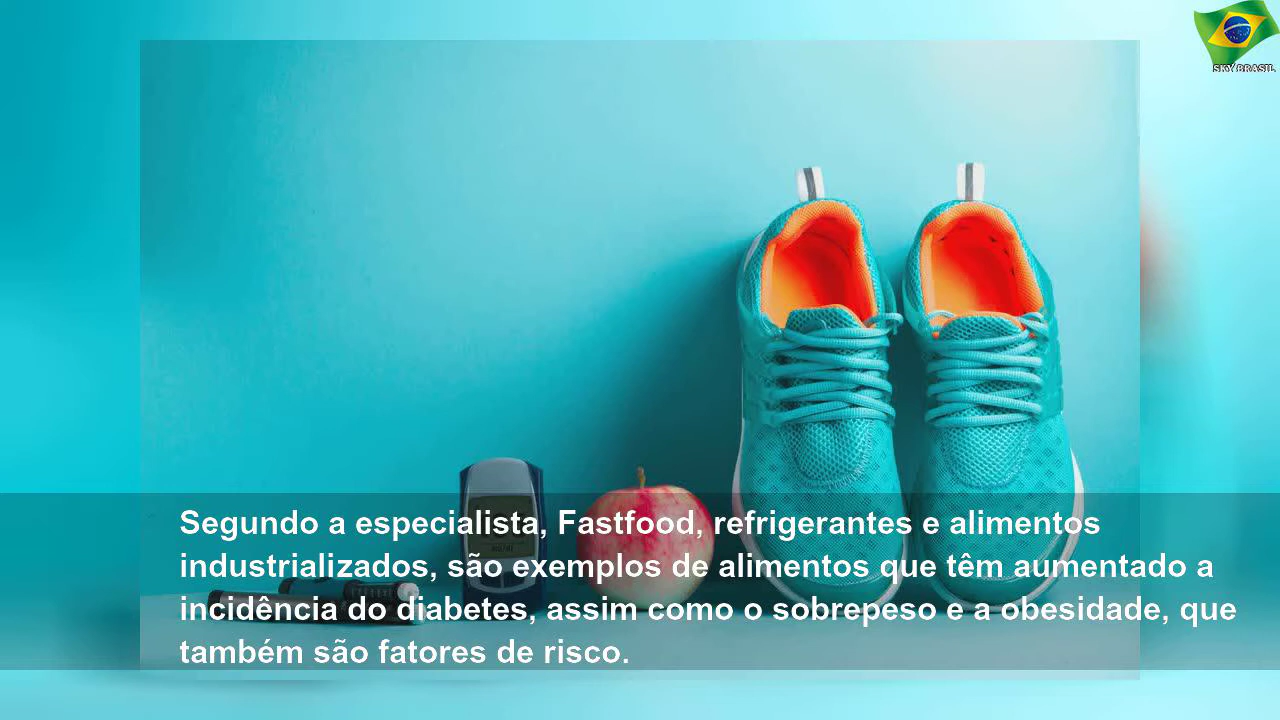 SKY BRASIL
Segundo a especialista, Fastfood, refrigerantes e alimentos
industrializados, são exemplos de alimentos que têm aumentado a
incidência do diabetes, assim como o sobrepeso e a obesidade, que
também são fatores de risco.